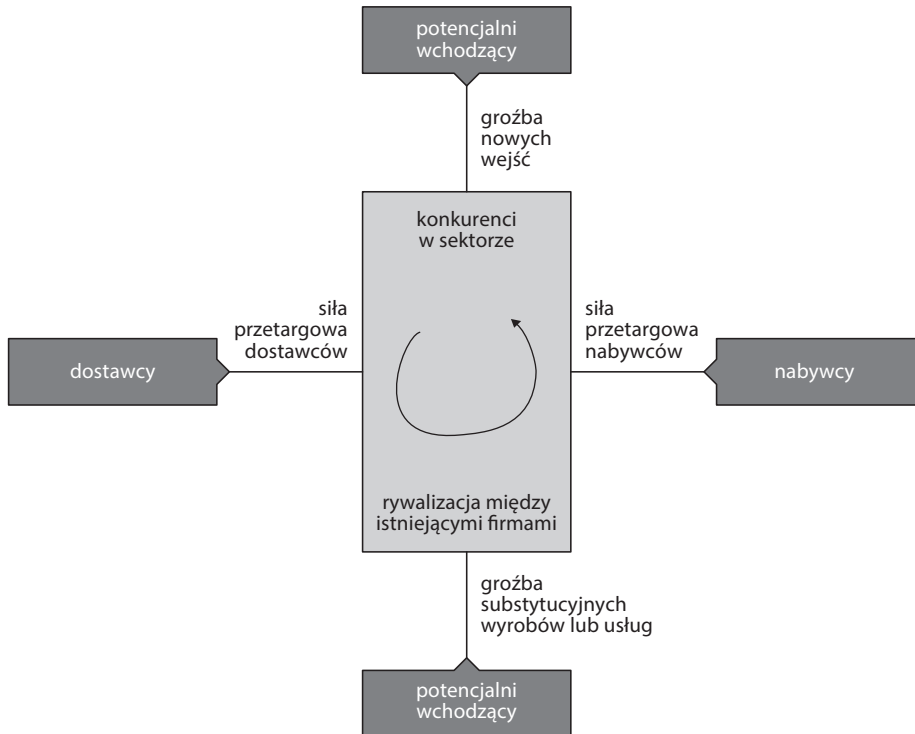 potencjalni
wchodzący
groźba
nowych
wejść
konkurenci
w sektorze
siła
przetargowa
dostawców
siła
przetargowa
nabywców
dostawcy
nabywcy
rywalizacja między
istniejącymi firmami
groźba
substytucyjnych
wyrobów lub usług
potencjalni
wchodzący